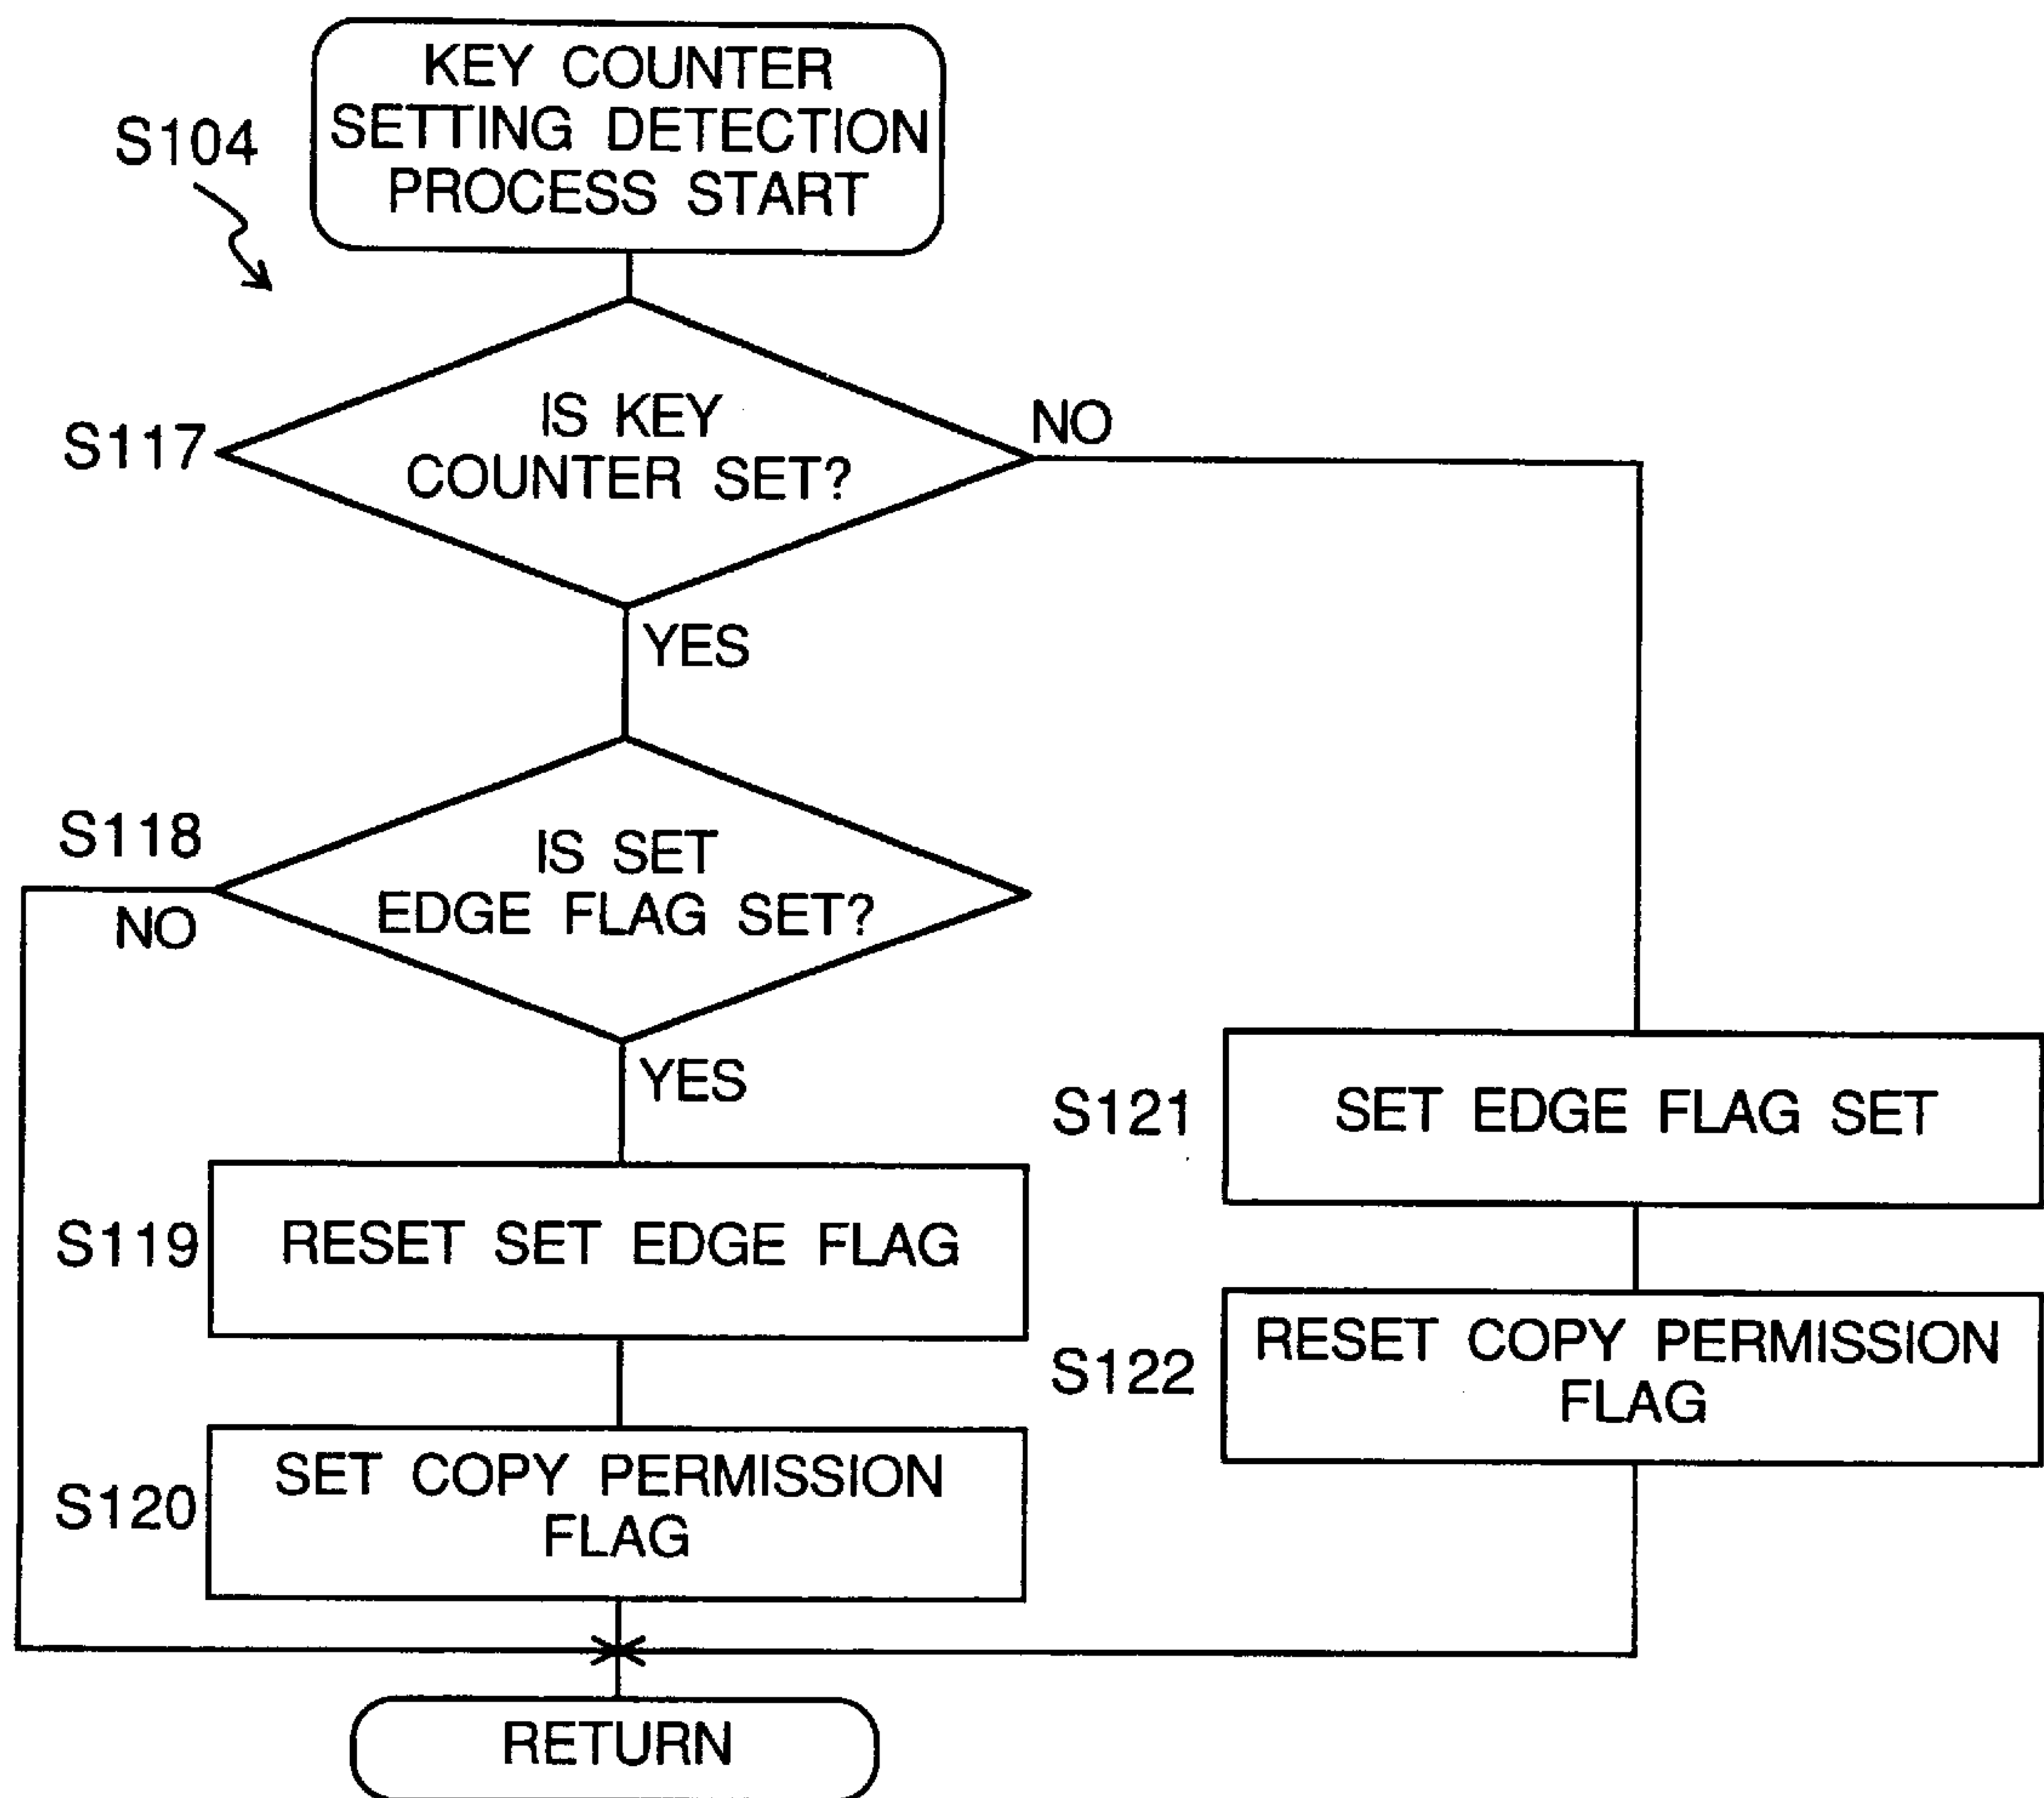 KEY COUNTER
SETTING DETECTION
PROCESS START
S104
IS KEY
COUNTER SET?
S117
NO
YES
S118
IS SET
EDGE FLAG SET?
NO
YES
S119
RESET SET EDGE FLAG
S120
SET COPY PERMISSION
FLAG
S121
SET EDGE FLAG SET
S122
RESET COPY PERMISSION
FLAG
RETURN